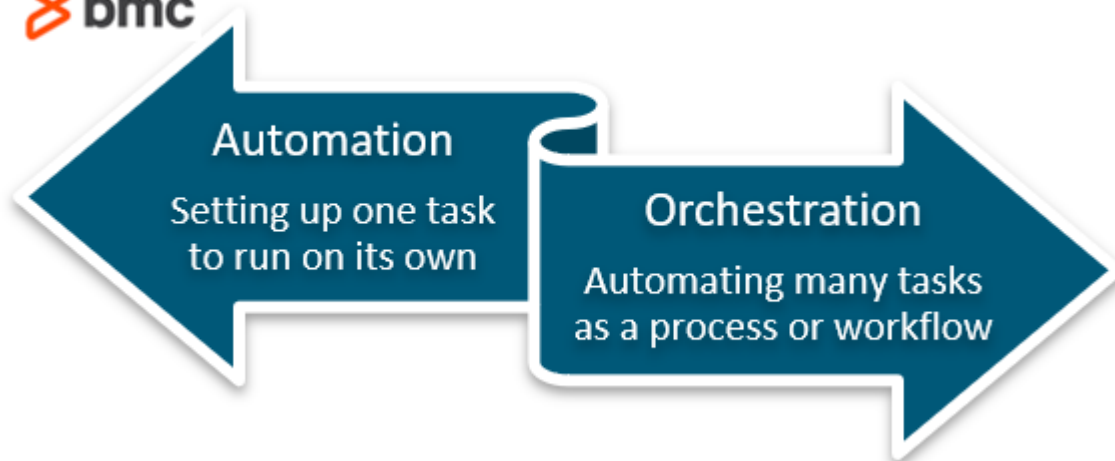 bmc
Automation
Setting up one task
to run on its own
Orchestration
Automating many tasks
as a process or workflow